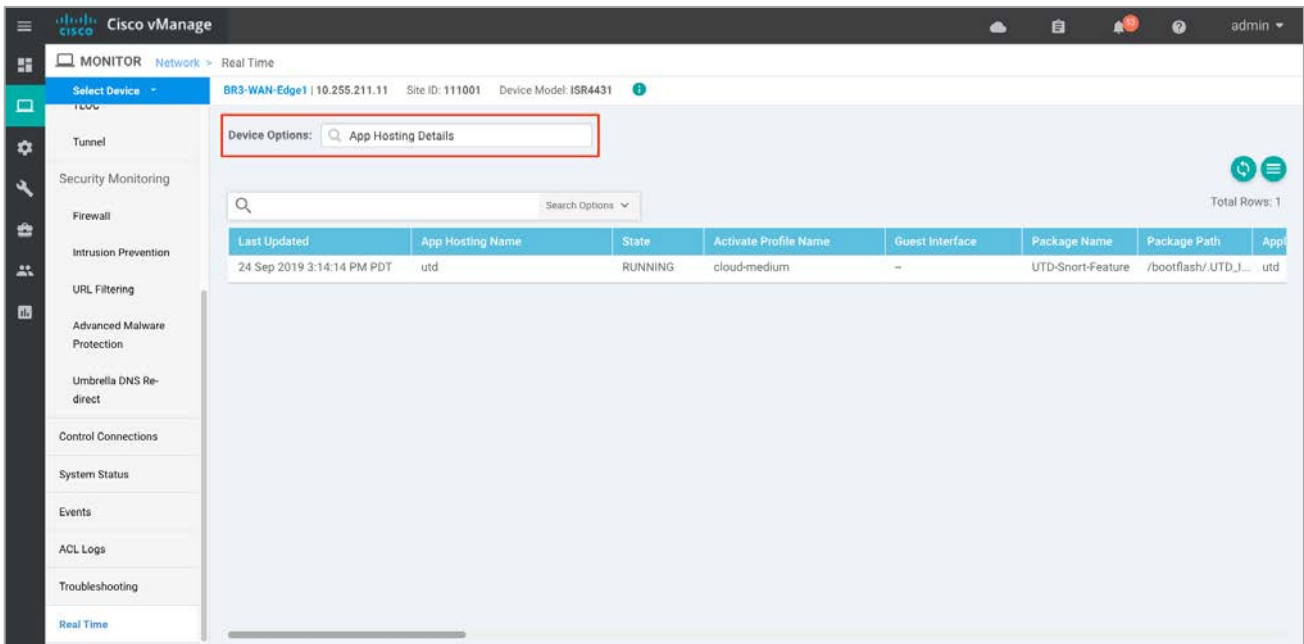 cisco Cisco vManage 53 admin
MONITOR Network > Real Time
Select Device BR3-WAN-Edge1 | 10.255.211.11 Site ID: 111001 Device Model: ISR4431
TLOC
Tunnel
Device Options: App Hosting Details
Security Monitoring
Firewall
Intrusion Prevention
URL Filtering
Advanced Malware
Protection
Umbrella DNS Re-
direct
Control Connections
System Status
Events
ACL Logs
Troubleshooting
Real Time
Search Options
Total Rows: 1
Last Updated App Hosting Name State Activate Profile Name Guest Interface Package Name Package Path Appl
24 Sep 2019 3:14:14 PM PDT utd RUNNING cloud-medium – UTD-Snort-Feature /bootflash/.UTD_I... utd